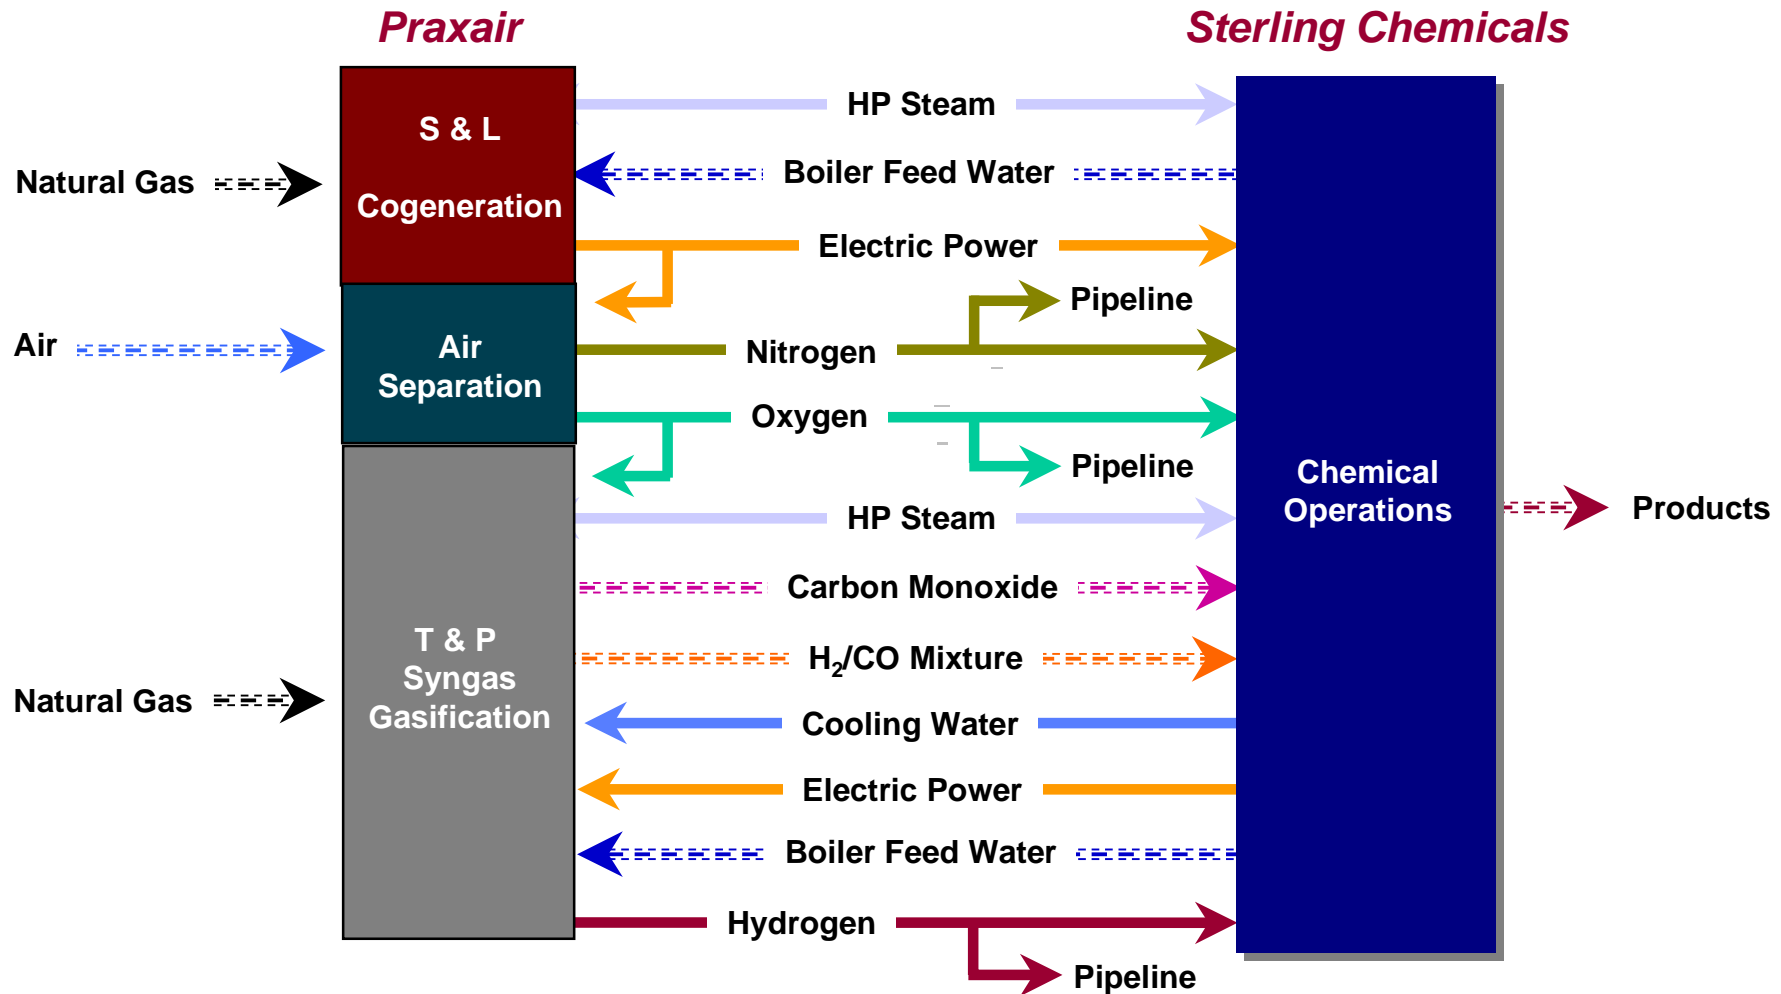 Praxair
Sterling Chemicals
S & L
Cogeneration
Natural Gas
HP Steam
Boiler Feed Water
Electric Power
Pipeline
Air
Air
Separation
Nitrogen
Oxygen
Pipeline
HP Steam
Chemical
Operations
Products
Carbon Monoxide
T & P
Syngas
Gasification
H2/CO Mixture
Natural Gas
Cooling Water
Electric Power
Boiler Feed Water
Hydrogen
Pipeline